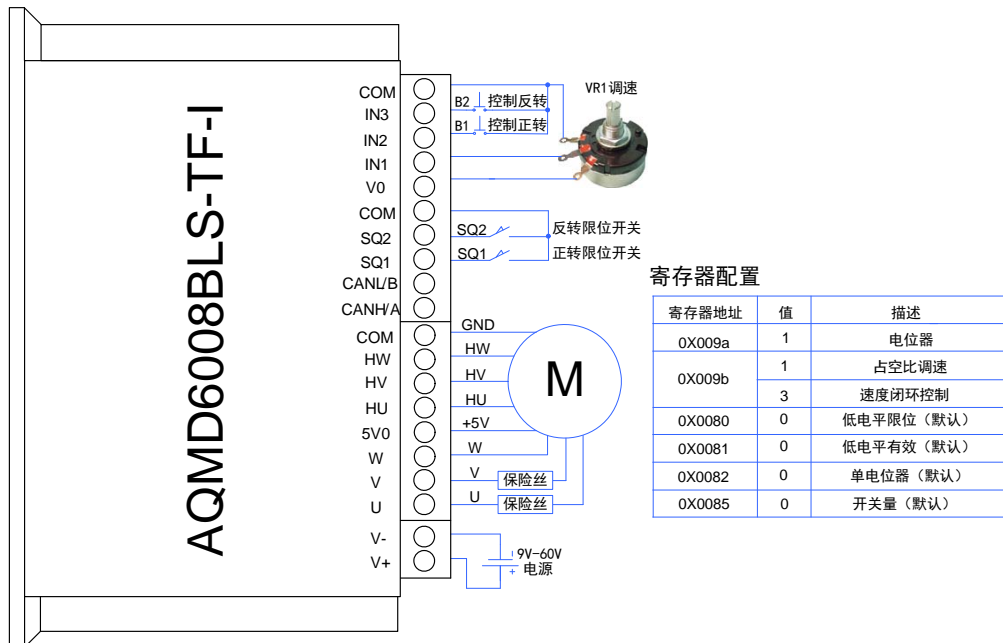 AQMD6008BLS-TF-I
COM
IN3
IN2
IN1
V0
COM
SQ2
SQ1
CANL/B
CANH/A
COM
HW
HV
HU
5V0
W
V
U
V-
V+
B2 控制反转
B1 控制正转
VR1调速
SQ2 反转限位开关
SQ1 正转限位开关
GND
HW
HV
HU
+5V
W
V 保险丝
U 保险丝
M
9V-60V
电源
- +
寄存器配置
寄存器地址 值 描述
0X009a 1 电位器
0X009b 1 占空比调速
3 速度闭环控制
0X0080 0 低电平限位（默认）
0X0081 0 低电平有效（默认）
0X0082 0 单电位器（默认）
0X0085 0 开关量（默认）